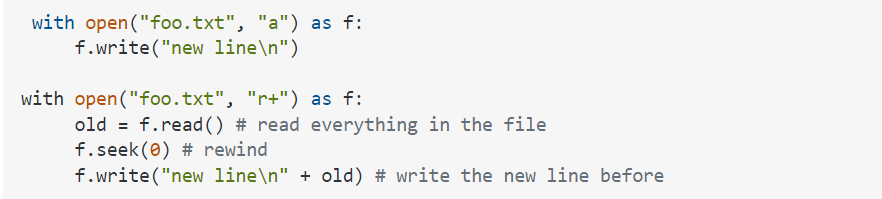 with open("foo.txt", "a") as f:
    f.write("new line\n")

with open("foo.txt", "r+") as f:
    old = f.read() # read everything in the file
    f.seek(0) # rewind
    f.write("new line\n" + old) # write the new line before